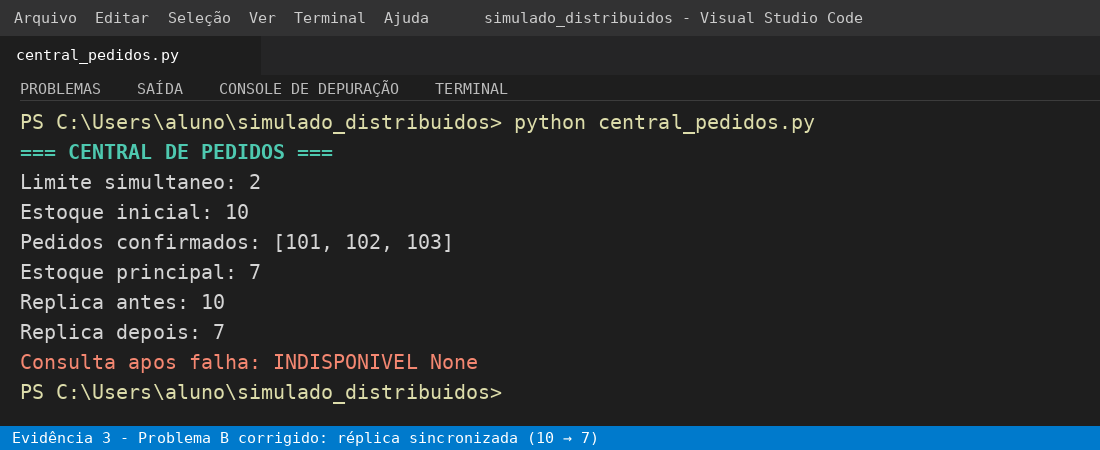 Arquivo Editar Seleção Ver Terminal Ajuda simulado_distribuidos - Visual Studio Code
central_pedidos.py
PROBLEMAS SAÍDA CONSOLE DE DEPURAÇÃO TERMINAL
PS C:\Users\aluno\simulado_distribuidos> python central_pedidos.py
=== CENTRAL DE PEDIDOS ===
Limite simultaneo: 2
Estoque inicial: 10
Pedidos confirmados: [101, 102, 103]
Estoque principal: 7
Replica antes: 10
Replica depois: 7
Consulta apos falha: INDISPONIVEL None
PS C:\Users\aluno\simulado_distribuidos>
Evidência 3 - Problema B corrigido: réplica sincronizada (10 → 7)